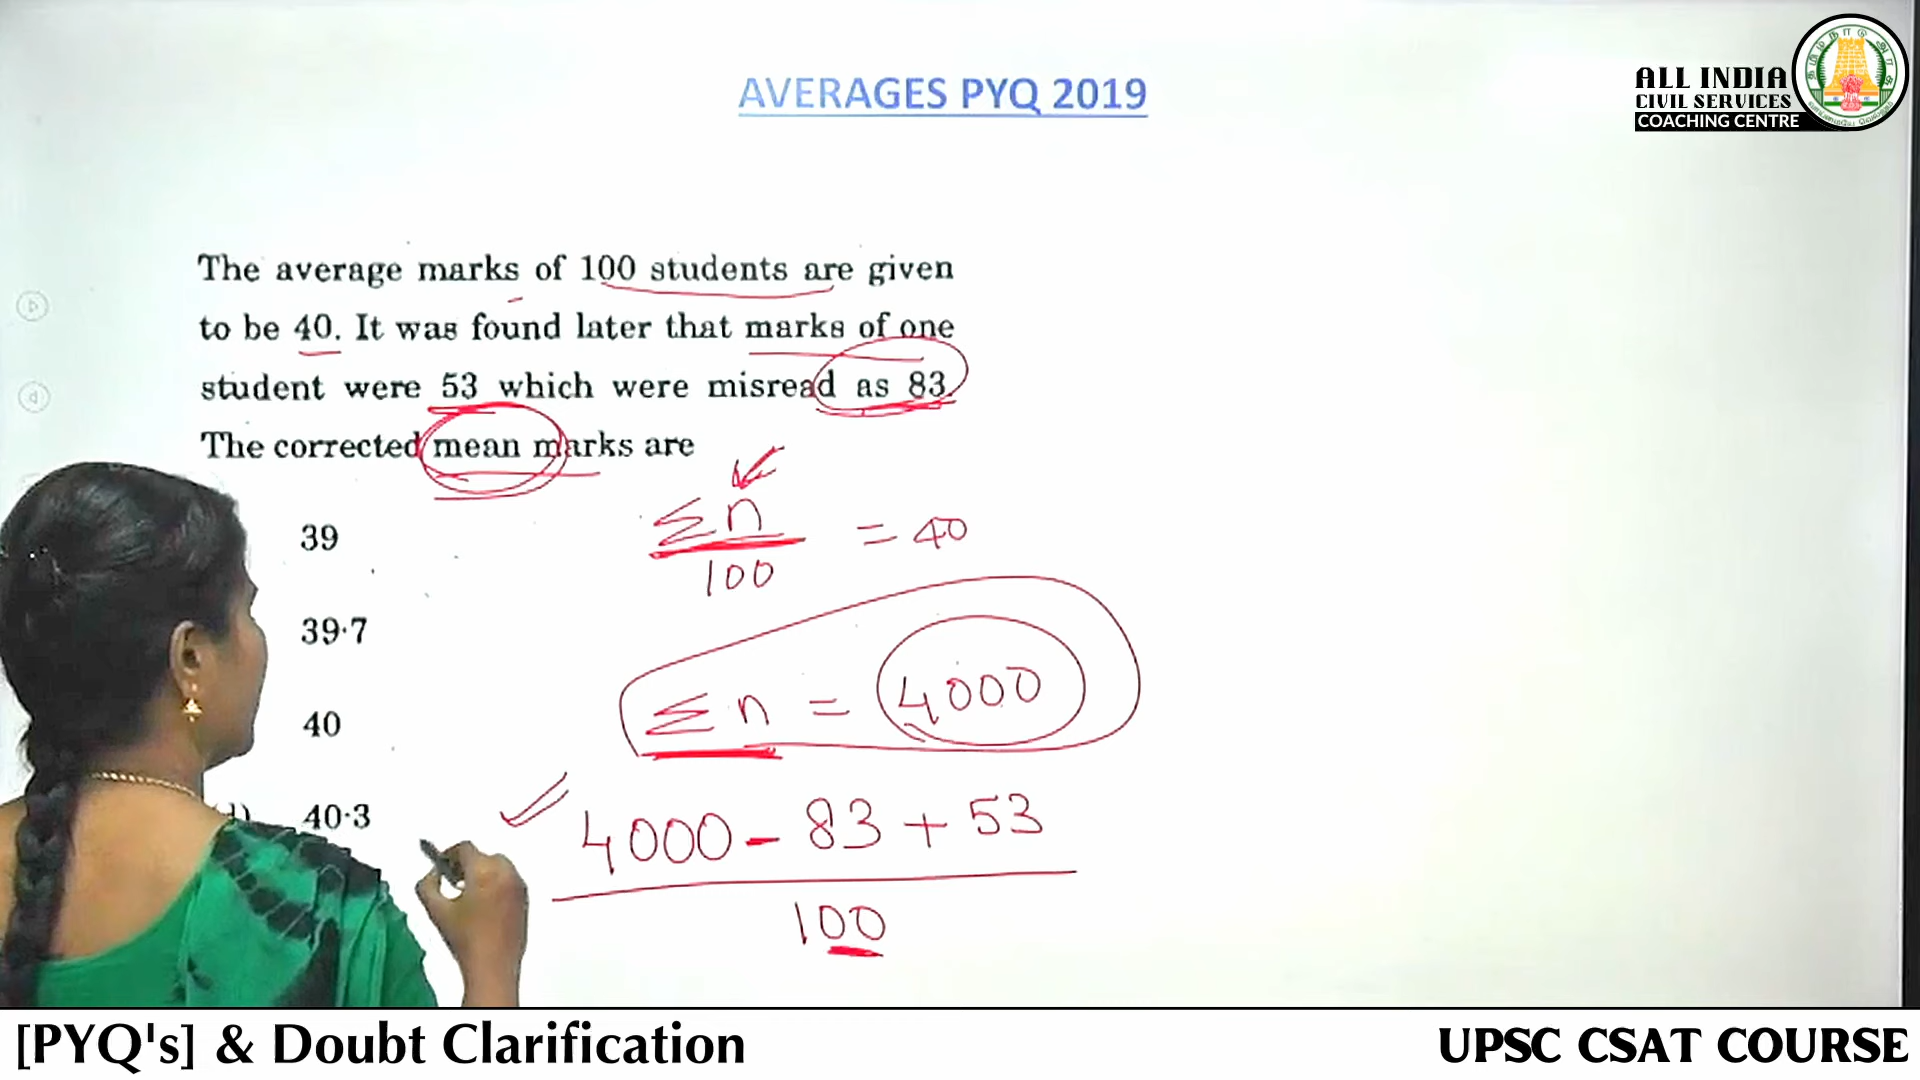 AVERAGES PYQ 2019
ALL INDIA
CIVIL SERVICES
COACHING CENTRE
The average marks of 100 students are given
to be 40. It was found later that marks of one
student were 53 which were misread as 83.
The corrected mean marks are
39
39·7
40
40·3
Σn
100
= 40
Σn = 4000
4000 - 83 + 53
100
[PYQ's] & Doubt Clarification
UPSC CSAT COURSE